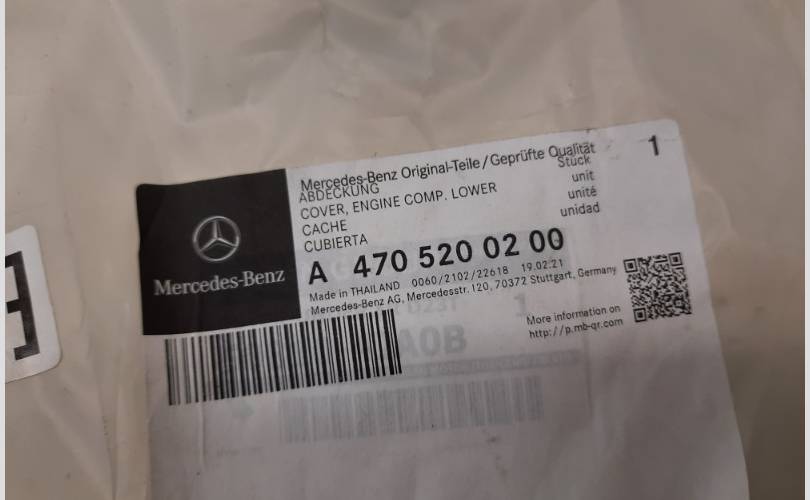 Mercedes-Benz
Mercedes-Benz Original-Teile/Geprüfte Qualität
1
ABDECKUNG
Stück
COVER, ENGINE COMP. LOWER
unit
CACHE
unité
CUBIERTA
unidad
A 470 520 02 00
Made in THAILAND 0060/2102/22618 19.02.21
Mercedes-Benz AG, Mercedesstr. 120, 70372 Stuttgart, Germany
1
A0B
More information on
http://p.mb-qr.com